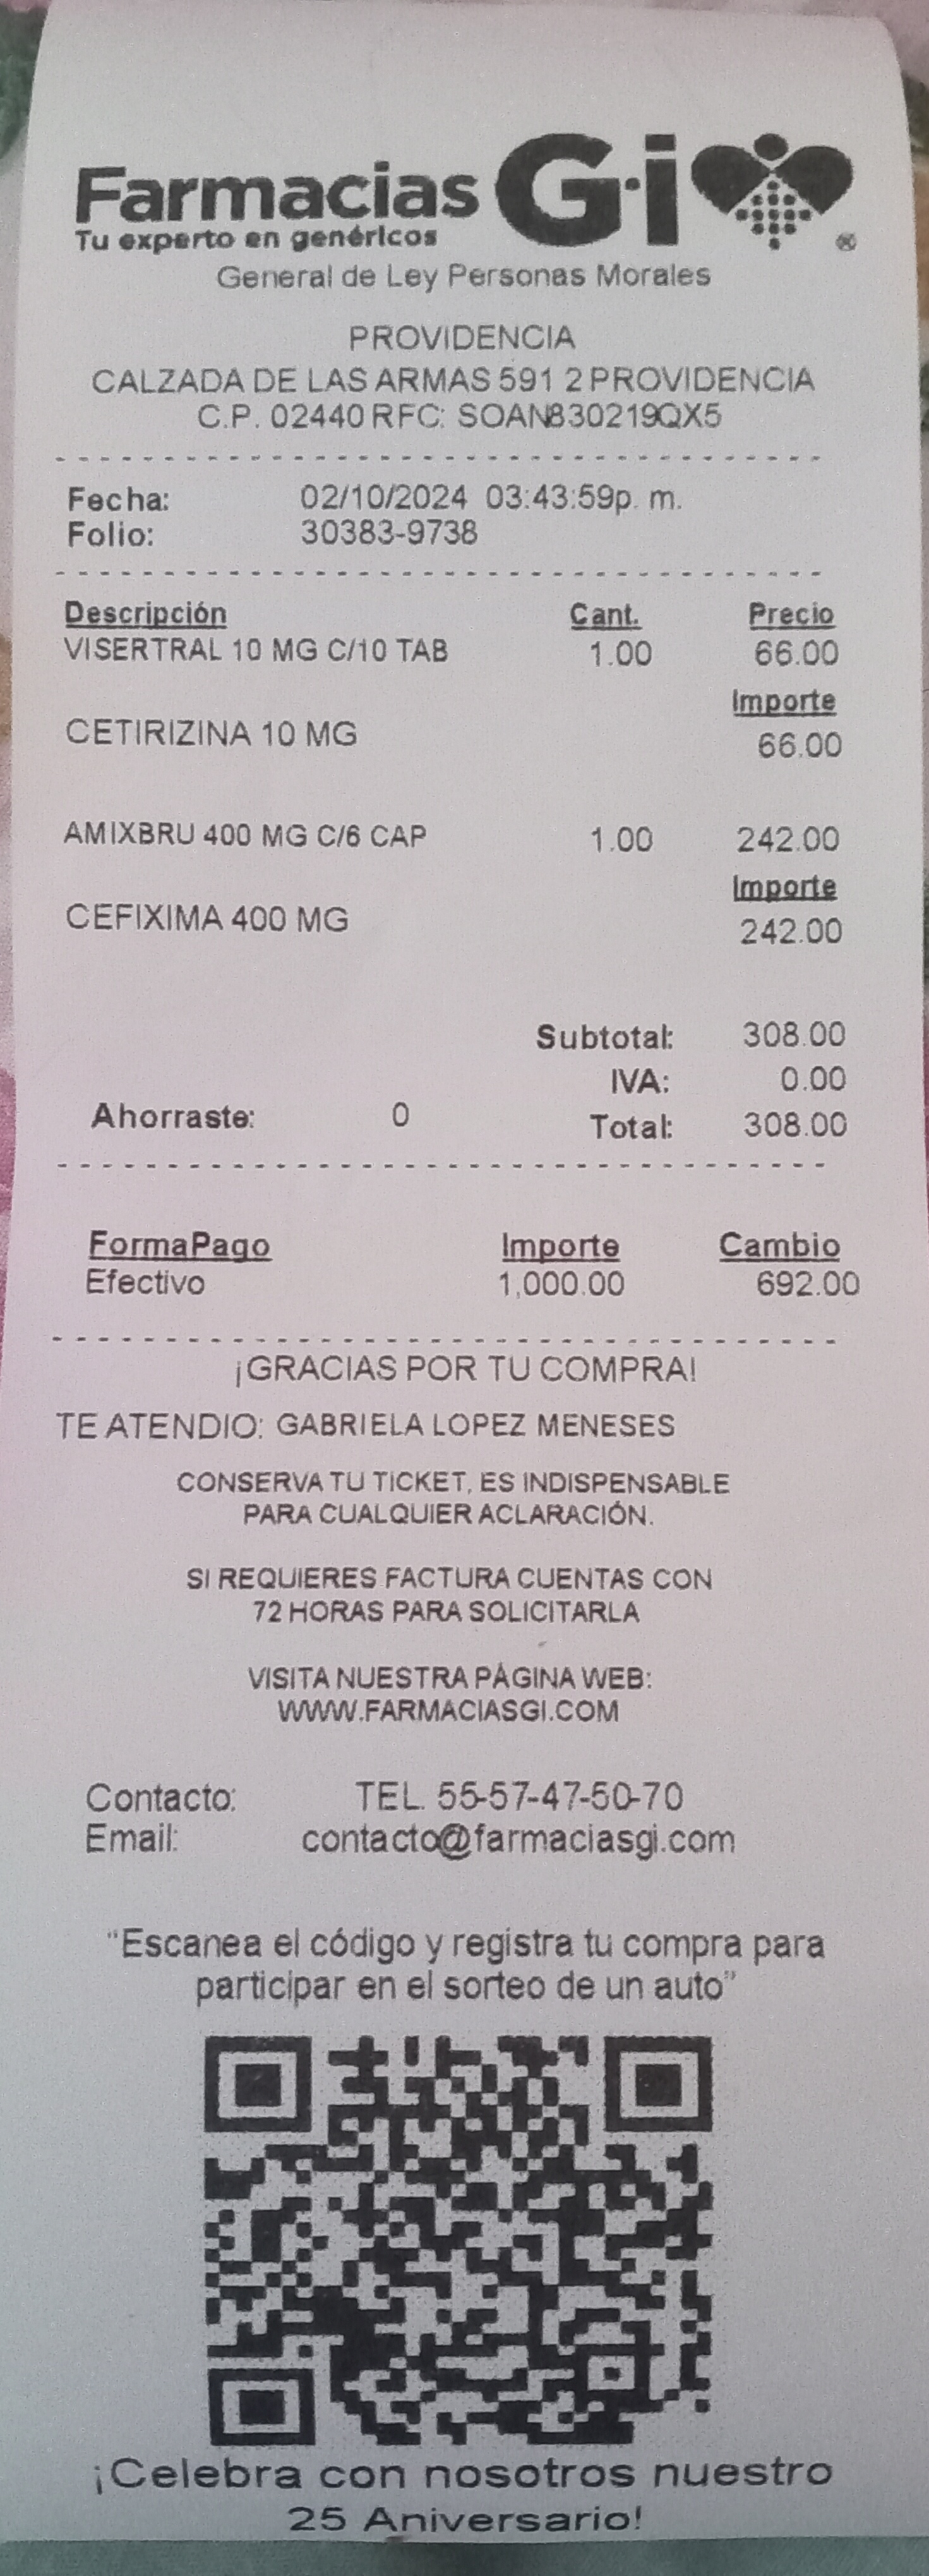 Farmacias G·i ®
Tu experto en genéricos
General de Ley Personas Morales
PROVIDENCIA
CALZADA DE LAS ARMAS 591 2 PROVIDENCIA
C.P. 02440 RFC: SOAN830219QX5
Fecha: 02/10/2024 03:43:59p. m.
Folio: 30383-9738
Descripción Cant. Precio
VISERTRAL 10 MG C/10 TAB 1.00 66.00
Importe
CETIRIZINA 10 MG 66.00
AMIXBRU 400 MG C/6 CAP 1.00 242.00
Importe
CEFIXIMA 400 MG 242.00
Subtotal: 308.00
IVA: 0.00
Ahorraste: 0 Total: 308.00
FormaPago Importe Cambio
Efectivo 1,000.00 692.00
¡GRACIAS POR TU COMPRA!
TE ATENDIO: GABRIELA LOPEZ MENESES
CONSERVA TU TICKET, ES INDISPENSABLE
PARA CUALQUIER ACLARACIÓN.
SI REQUIERES FACTURA CUENTAS CON
72 HORAS PARA SOLICITARLA
VISITA NUESTRA PÁGINA WEB:
WWW.FARMACIASGI.COM
Contacto: TEL. 55-57-47-50-70
Email: contacto@farmaciasgi.com
"Escanea el código y registra tu compra para
participar en el sorteo de un auto"
¡Celebra con nosotros nuestro
25 Aniversario!